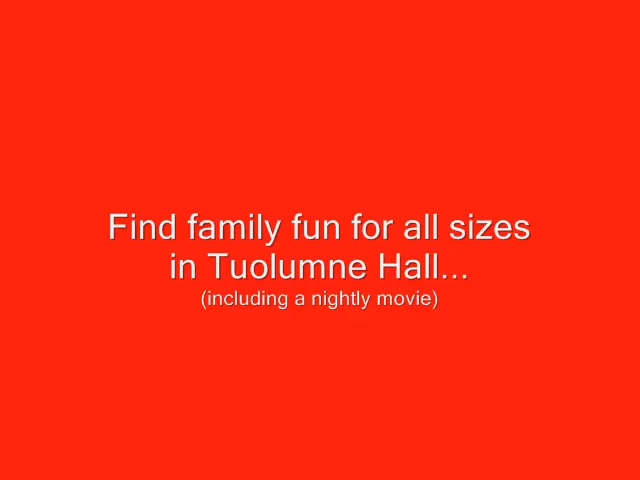 Find family fun for all sizes
in Tuolumne Hall...
(including a nightly movie)